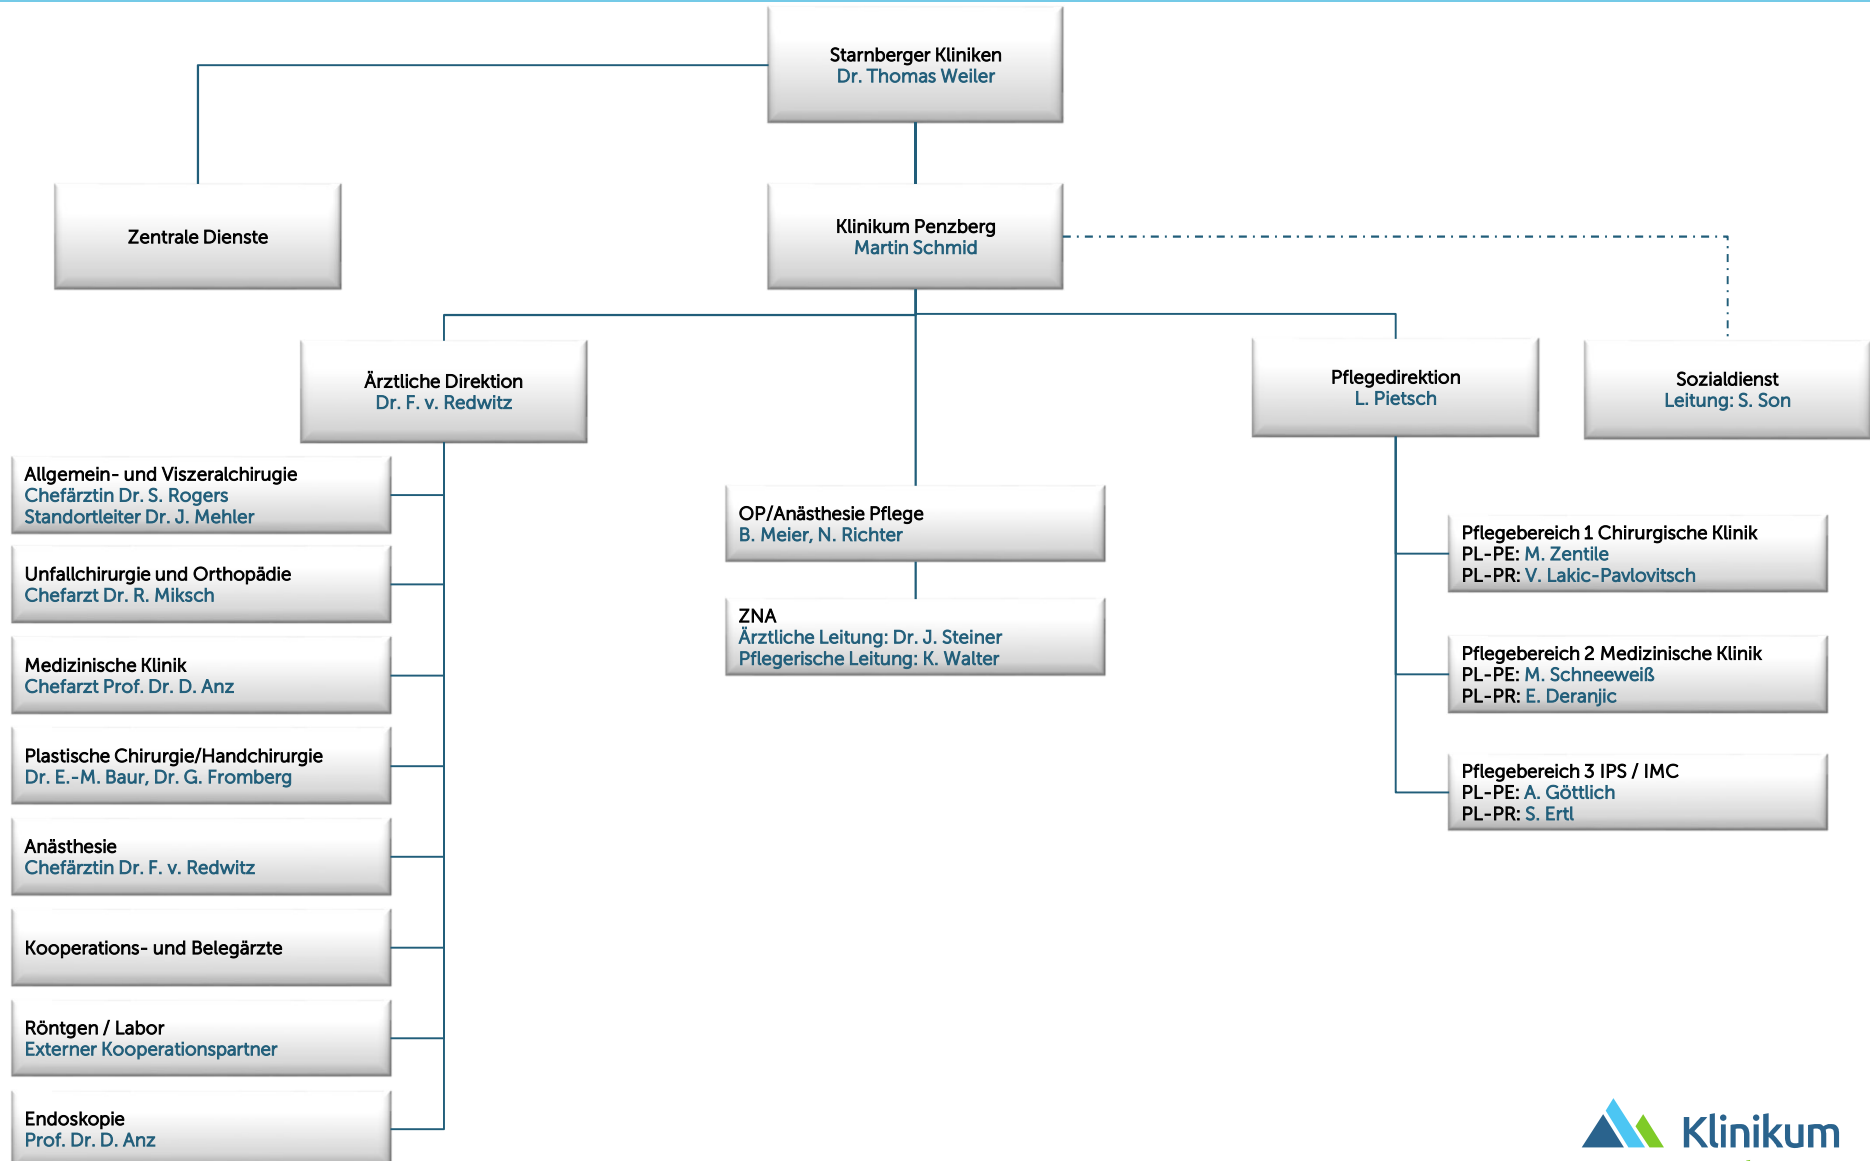 Starnberger Kliniken
Dr. Thomas Weiler
Zentrale Dienste
Klinikum Penzberg
Martin Schmid
Ärztliche Direktion
Dr. F. v. Redwitz
Pflegedirektion
L. Pietsch
Sozialdienst
Leitung: S. Son
Allgemein- und Viszeralchirugie
Chefärztin Dr. S. Rogers
Standortleiter Dr. J. Mehler
Unfallchirurgie und Orthopädie
Chefarzt Dr. R. Miksch
Medizinische Klinik
Chefarzt Prof. Dr. D. Anz
Plastische Chirurgie/Handchirurgie
Dr. E.-M. Baur, Dr. G. Fromberg
Anästhesie
Chefärztin Dr. F. v. Redwitz
Kooperations- und Belegärzte
Röntgen / Labor
Externer Kooperationspartner
Endoskopie
Prof. Dr. D. Anz
OP/Anästhesie Pflege
B. Meier, N. Richter
ZNA
Ärztliche Leitung: Dr. J. Steiner
Pflegerische Leitung: K. Walter
Pflegebereich 1 Chirurgische Klinik
PL-PE: M. Zentile
PL-PR: V. Lakic-Pavlovitsch
Pflegebereich 2 Medizinische Klinik
PL-PE: M. Schneeweiß
PL-PR: E. Deranjic
Pflegebereich 3 IPS / IMC
PL-PE: A. Göttlich
PL-PR: S. Ertl
Klinikum